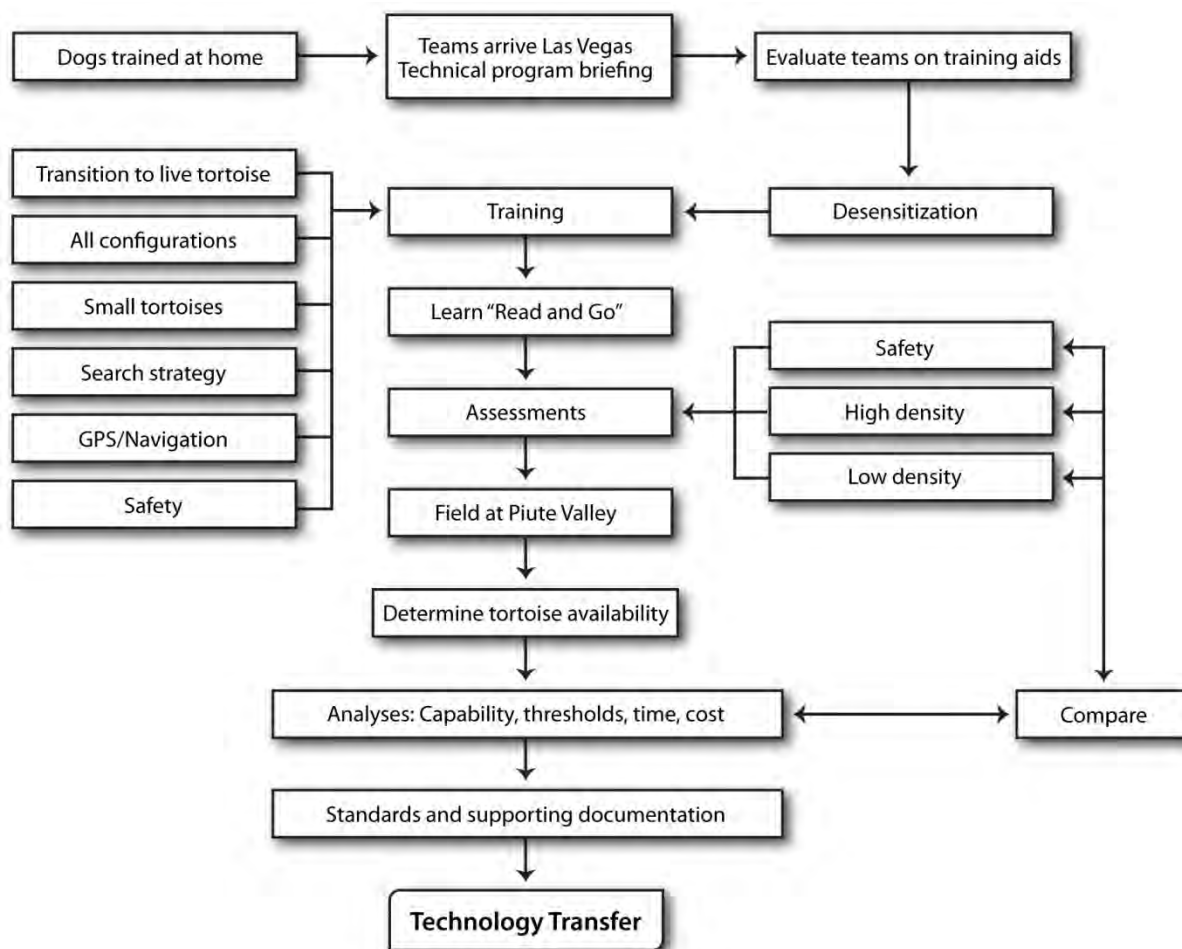 Dogs trained at home
Teams arrive Las Vegas
Technical program briefing
Evaluate teams on training aids
Transition to live tortoise
All configurations
Small tortoises
Search strategy
GPS/Navigation
Safety
Training
Desensitization
Learn “Read and Go”
Assessments
Safety
High density
Low density
Field at Piute Valley
Determine tortoise availability
Analyses: Capability, thresholds, time, cost
Compare
Standards and supporting documentation
Technology Transfer